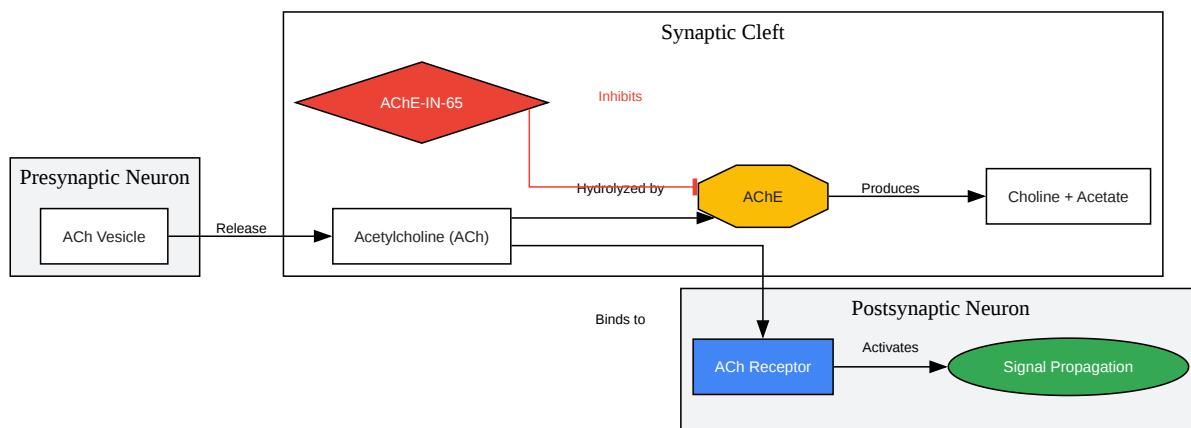 Synaptic Cleft
AChE-IN-65
Inhibits
Presynaptic Neuron
ACh Vesicle
Release
Acetylcholine (ACh)
Hydrolyzed by
AChE
Produces
Choline + Acetate
Binds to
Postsynaptic Neuron
ACh Receptor
Activates
Signal Propagation